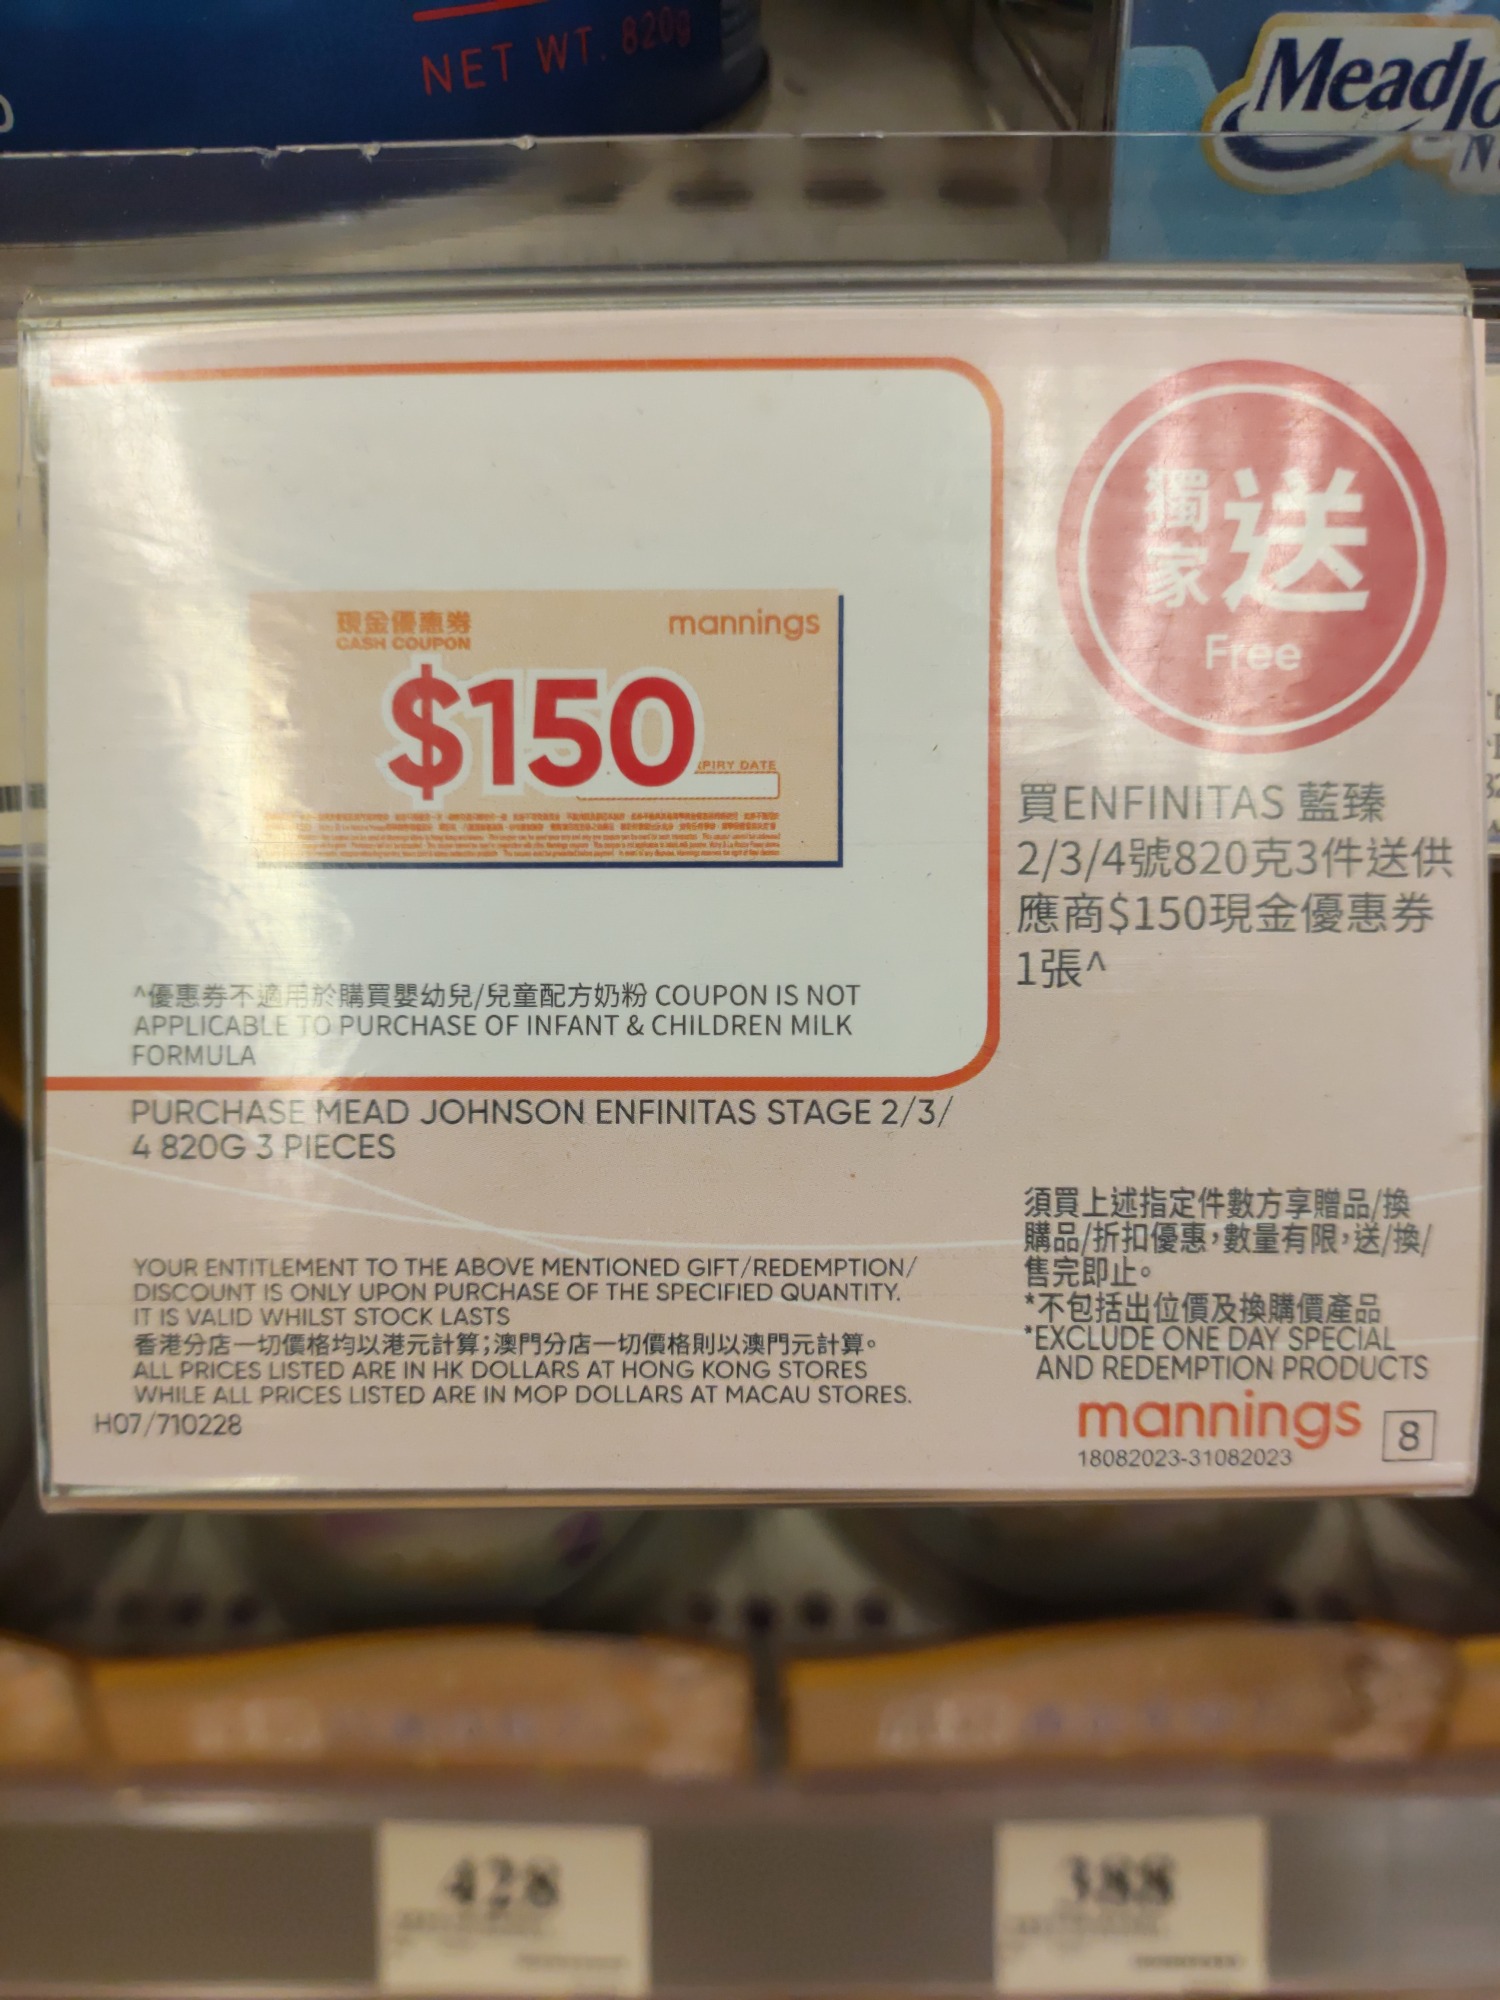 NET WT. 820g
MeadJo
獨家送
Free
現金優惠券
CASH COUPON
mannings
$150
PIRY DATE
買ENFINITAS 藍臻
2/3/4號820克3件送供
應商$150現金優惠券
1張^
^優惠券不適用於購買嬰幼兒/兒童配方奶粉 COUPON IS NOT
APPLICABLE TO PURCHASE OF INFANT & CHILDREN MILK
FORMULA
PURCHASE MEAD JOHNSON ENFINITAS STAGE 2/3/
4 820G 3 PIECES
YOUR ENTITLEMENT TO THE ABOVE MENTIONED GIFT/REDEMPTION/
DISCOUNT IS ONLY UPON PURCHASE OF THE SPECIFIED QUANTITY.
IT IS VALID WHILST STOCK LASTS
香港分店一切價格均以港元計算;澳門分店一切價格則以澳門元計算。
ALL PRICES LISTED ARE IN HK DOLLARS AT HONG KONG STORES
WHILE ALL PRICES LISTED ARE IN MOP DOLLARS AT MACAU STORES.
H07/710228
須買上述指定件數方享贈品/換
購品/折扣優惠,數量有限,送/換/
售完即止。
*不包括出位價及換購價產品
*EXCLUDE ONE DAY SPECIAL
AND REDEMPTION PRODUCTS
mannings
18082023-31082023
8
428
388